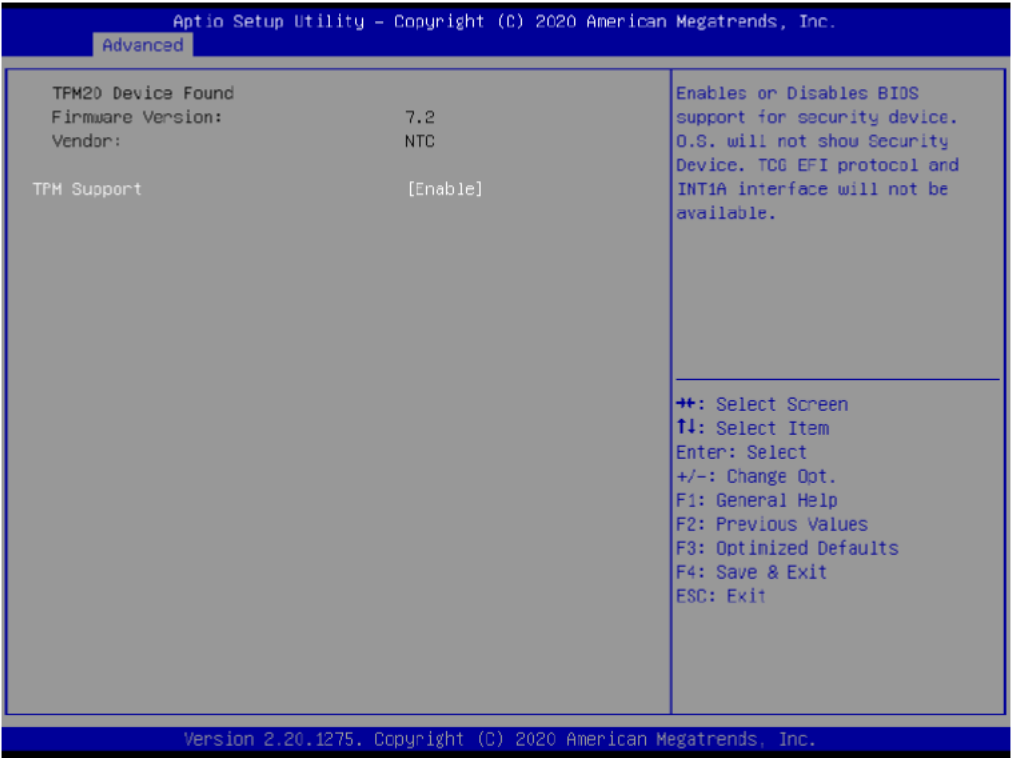 Aptio Setup Utility – Copyright (C) 2020 American Megatrends, Inc.
Advanced
TPM20 Device Found
Firmware Version: 7.2
Vendor: NTC
TPM Support [Enable]
Enables or Disables BIOS
support for security device.
O.S. will not show Security
Device. TCG EFI protocol and
INT1A interface will not be
available.
→←: Select Screen
↑↓: Select Item
Enter: Select
+/-: Change Opt.
F1: General Help
F2: Previous Values
F3: Optimized Defaults
F4: Save & Exit
ESC: Exit
Version 2.20.1275. Copyright (C) 2020 American Megatrends, Inc.